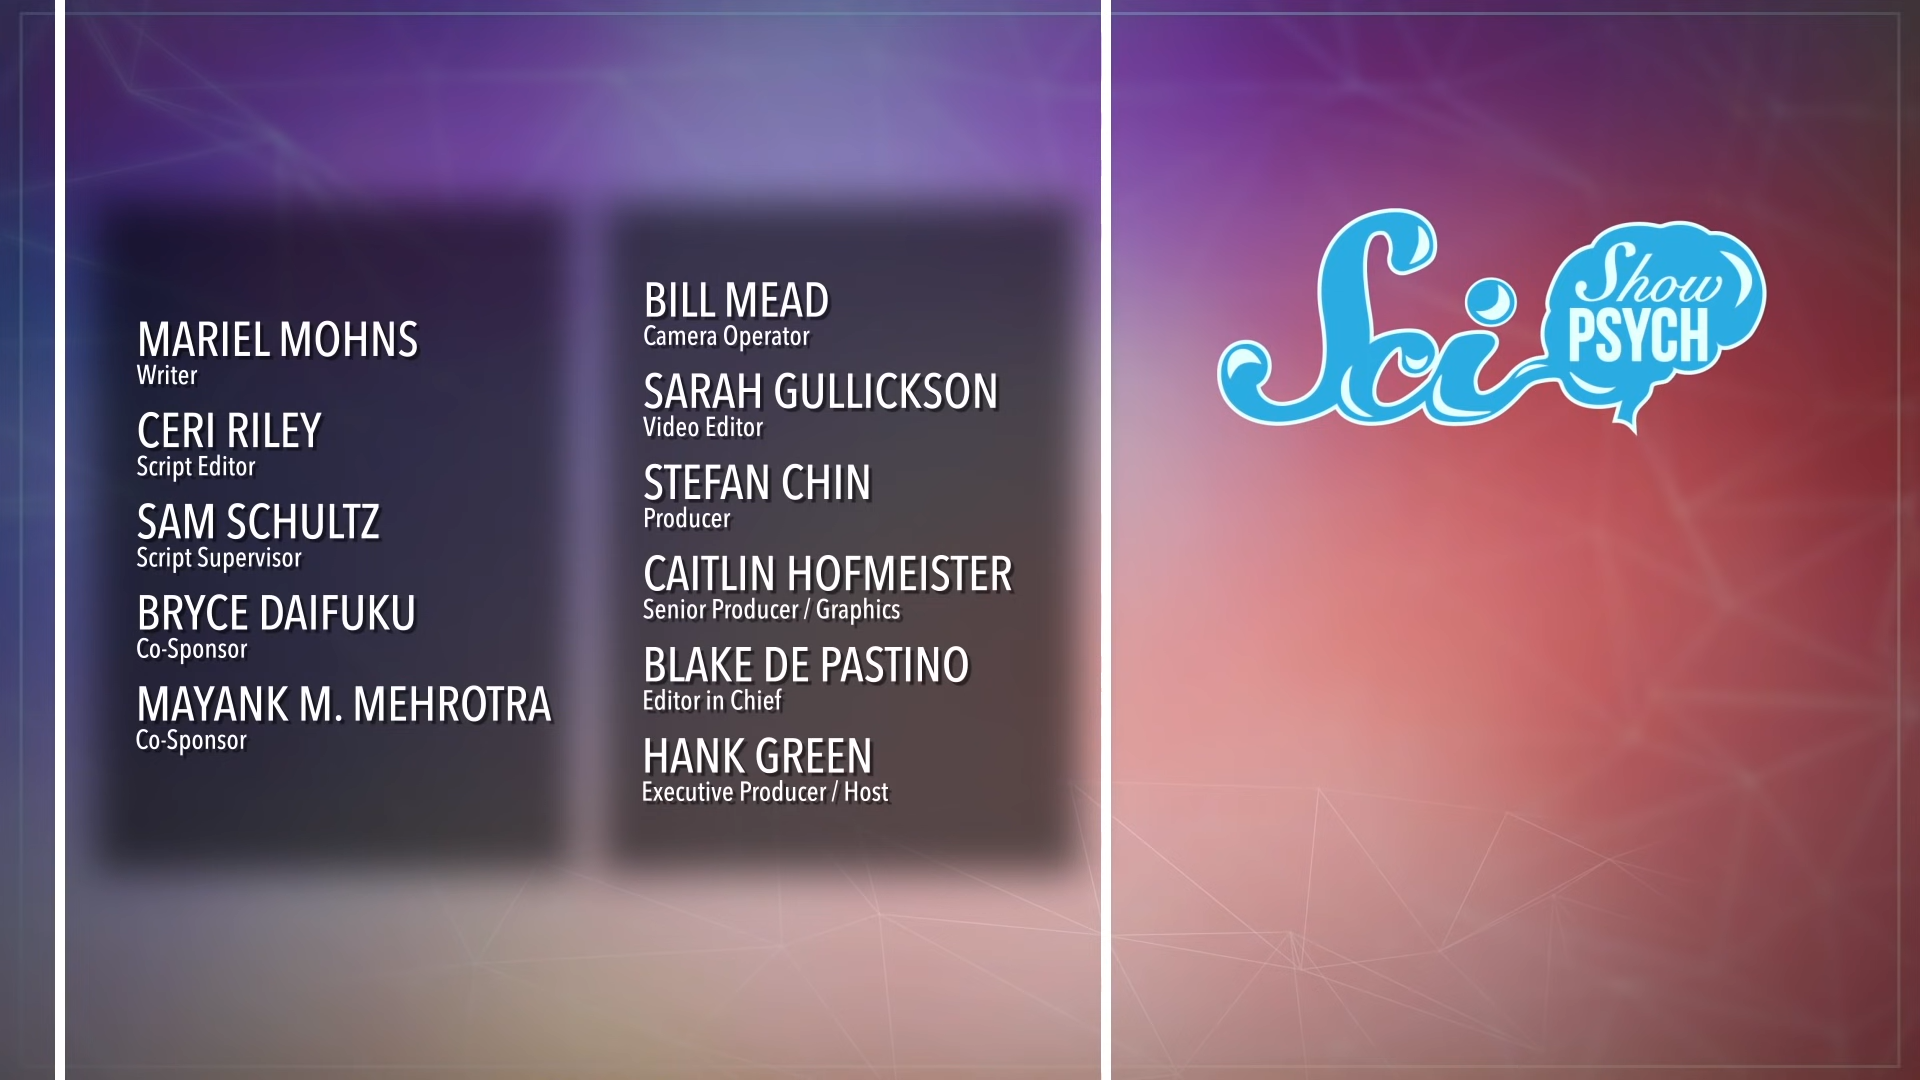 MARIEL MOHNS
Writer
CERI RILEY
Script Editor
SAM SCHULTZ
Script Supervisor
BRYCE DAIFUKU
Co-Sponsor
MAYANK M. MEHROTRA
Co-Sponsor
BILL MEAD
Camera Operator
SARAH GULLICKSON
Video Editor
STEFAN CHIN
Producer
CAITLIN HOFMEISTER
Senior Producer / Graphics
BLAKE DE PASTINO
Editor in Chief
HANK GREEN
Executive Producer / Host
Sci
Show
PSYCH